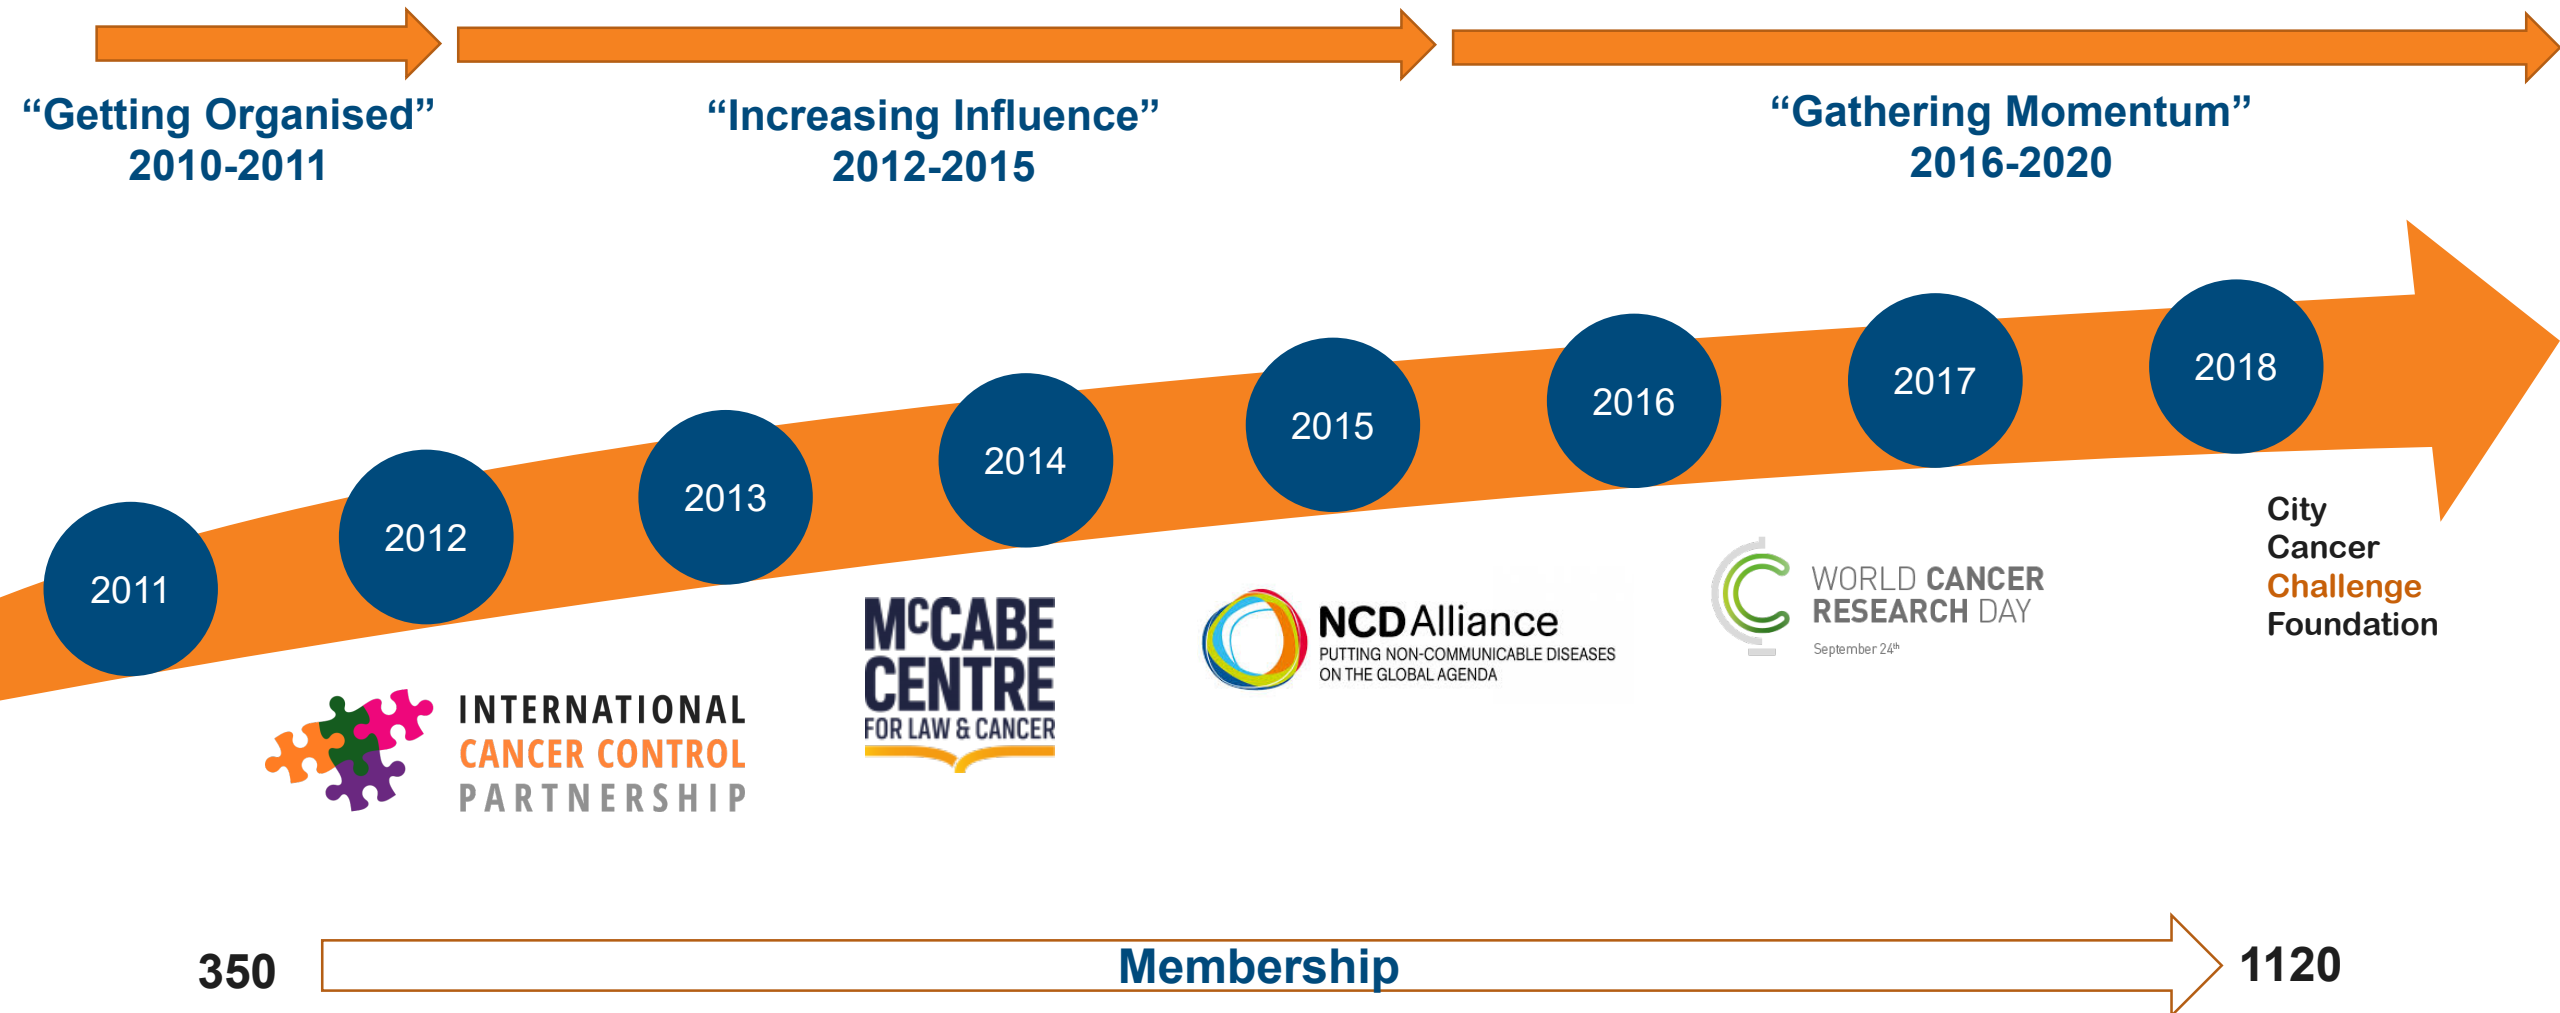 “Getting Organised”
2010-2011
“Increasing Influence”
2012-2015
“Gathering Momentum”
2016-2020
2011
2012
2013
2014
2015
2016
2017
2018
INTERNATIONAL
CANCER CONTROL
PARTNERSHIP
McCABE
CENTRE
FOR LAW & CANCER
NCD Alliance
PUTTING NON-COMMUNICABLE DISEASES
ON THE GLOBAL AGENDA
WORLD CANCER
RESEARCH DAY
September 24th
City
Cancer
Challenge
Foundation
350
Membership
1120